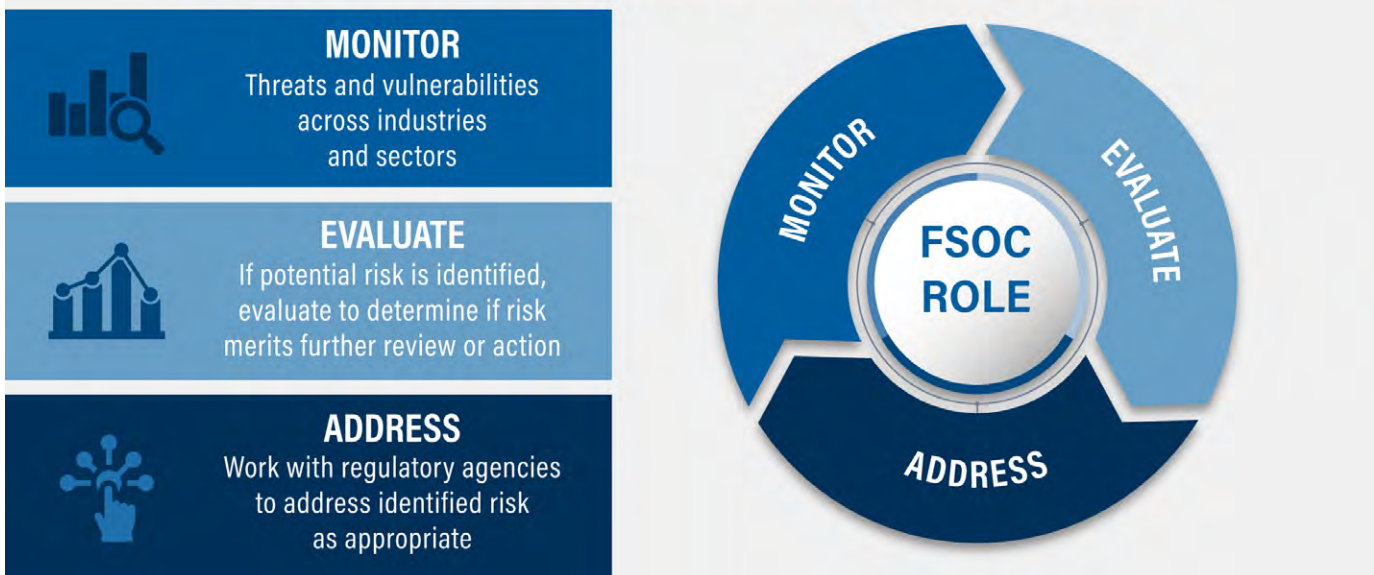 MONITOR
Threats and vulnerabilities
across industries
and sectors
EVALUATE
If potential risk is identified,
evaluate to determine if risk
merits further review or action
ADDRESS
Work with regulatory agencies
to address identified risk
as appropriate
MONITOR
EVALUATE
FSOC
ROLE
ADDRESS